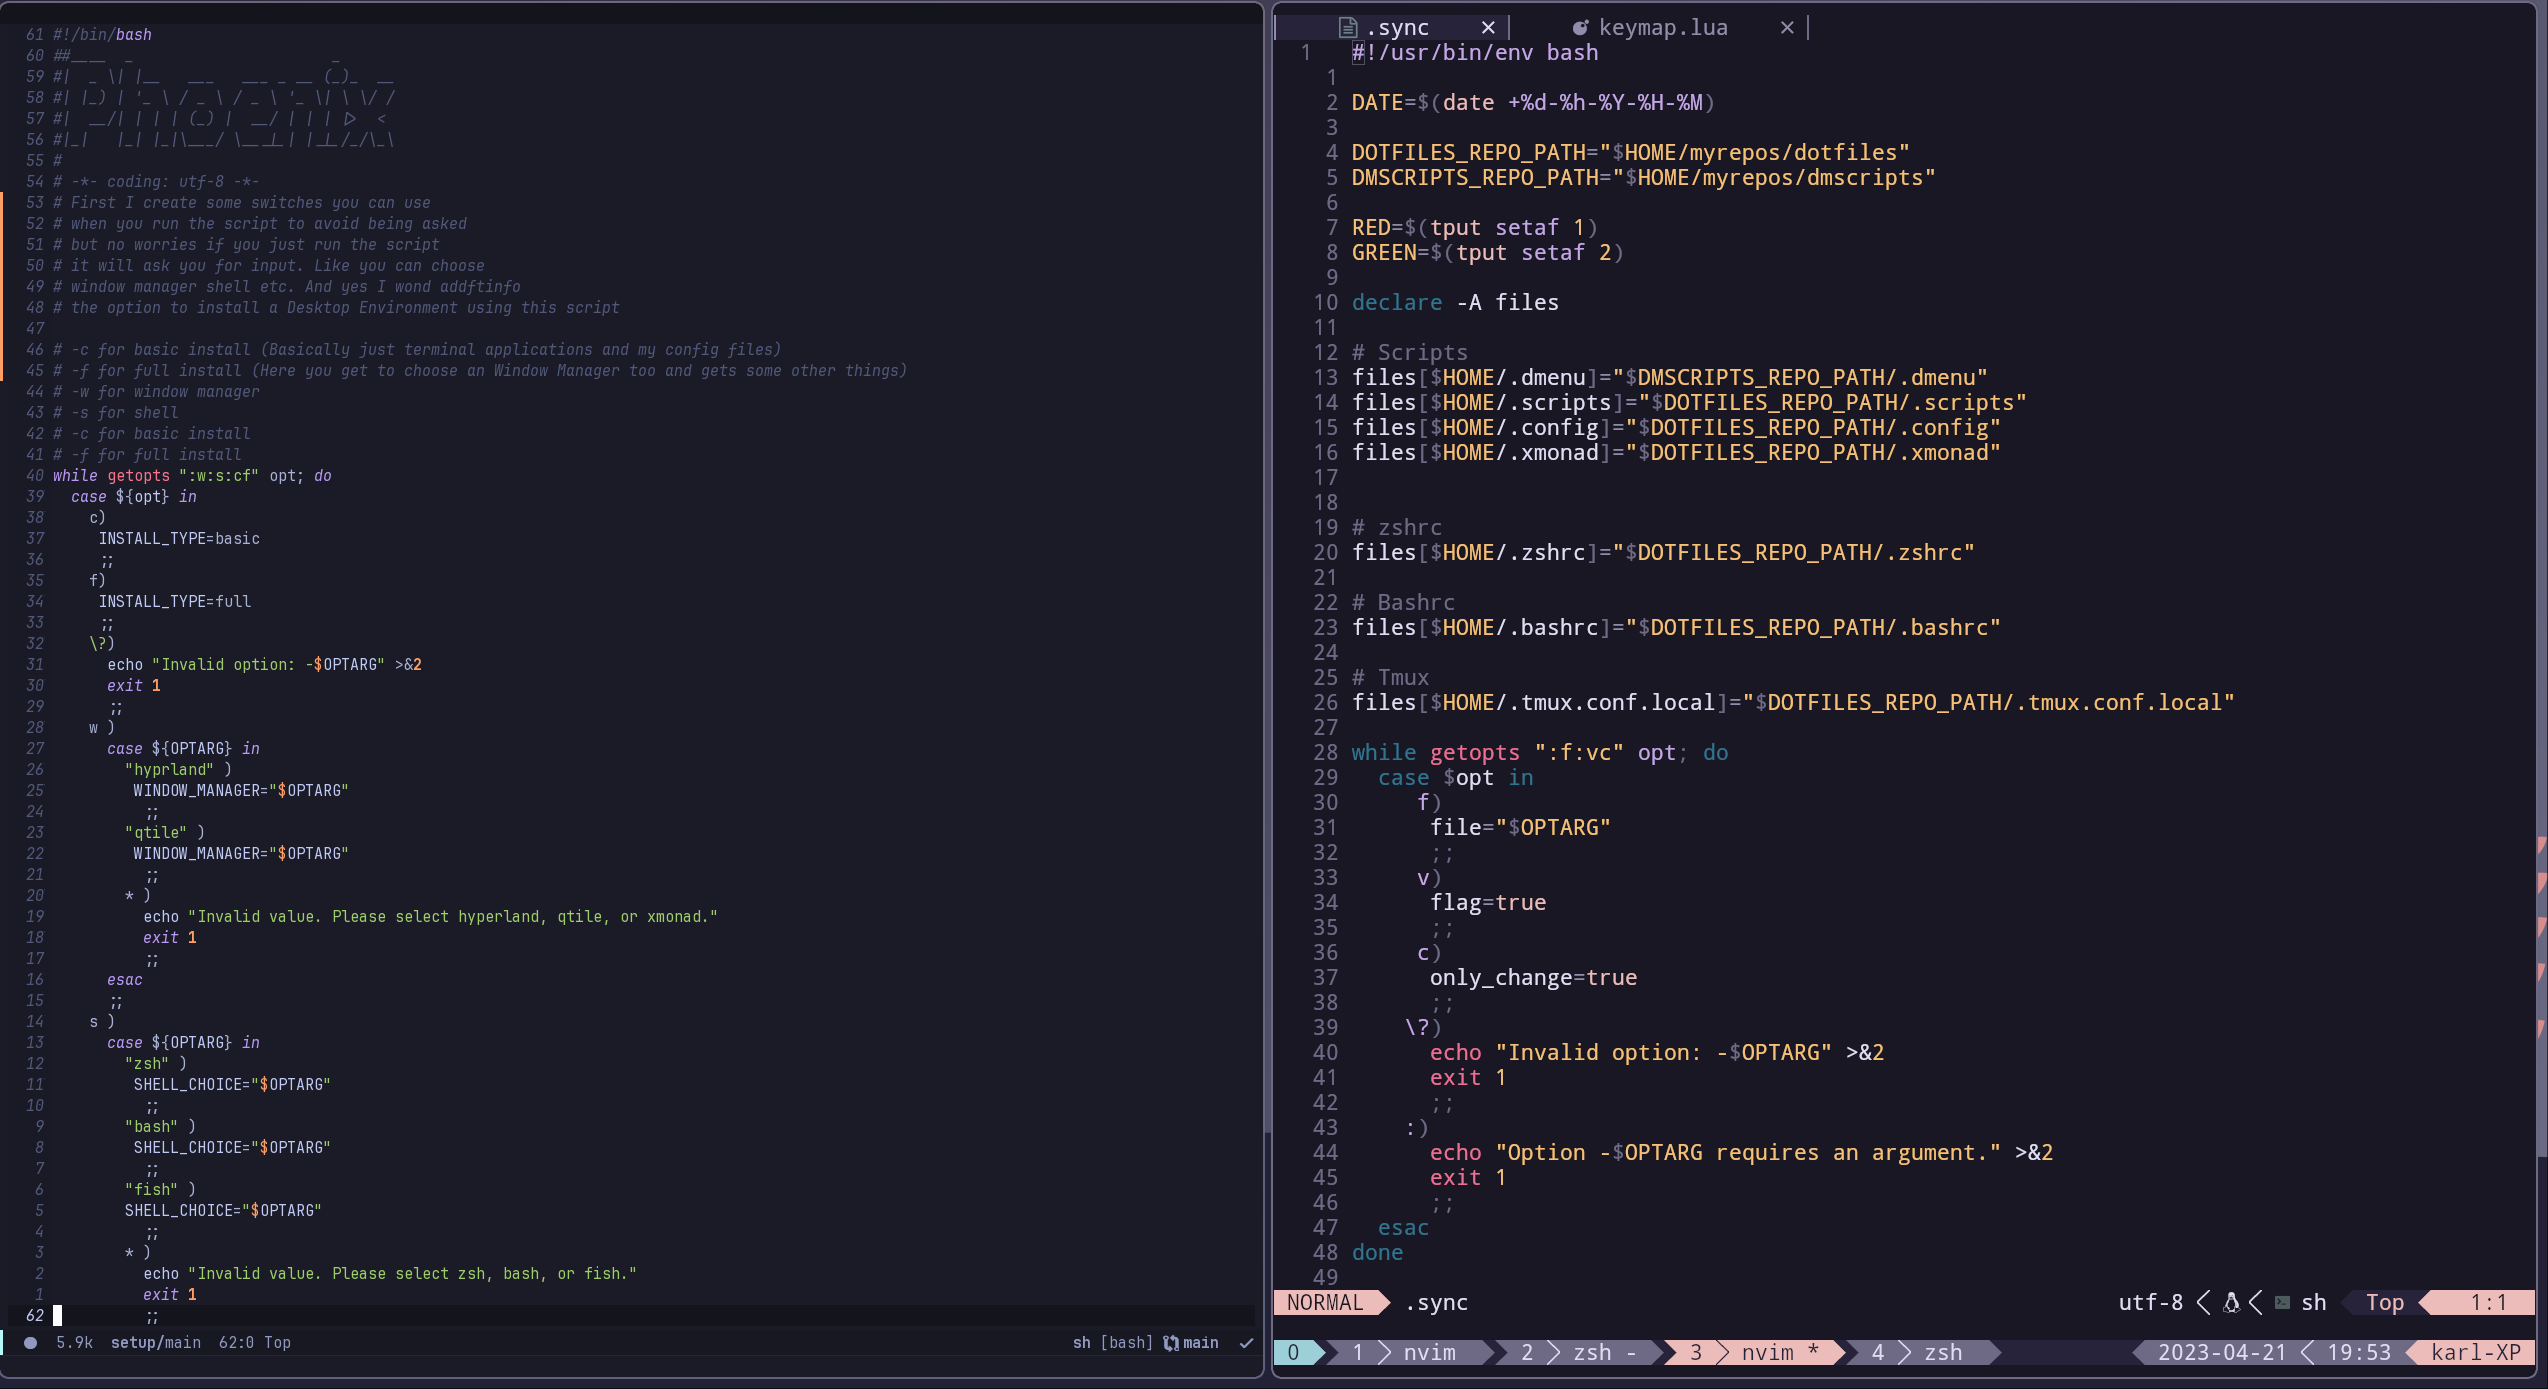 61 #!/bin/bash
60 ##____  _                       _
59 #|  _ \| |__   ___   ___ _ __ (_)_  __
58 #| |_) | '_ \ / _ \ / _ \ '_ \| \ \/ /
57 #|  __/| | | | (_) |  __/ | | | |>  <
56 #|_|   |_| |_|\___/ \___|_| |_|_/_/\_\
55 #
54 # -*- coding: utf-8 -*-
53 # First I create some switches you can use
52 # when you run the script to avoid being asked
51 # but no worries if you just run the script
50 # it will ask you for input. Like you can choose
49 # window manager shell etc. And yes I wond addftinfo
48 # the option to install a Desktop Environment using this script
47
46 # -c for basic install (Basically just terminal applications and my config files)
45 # -f for full install (Here you get to choose an Window Manager too and gets some other things)
44 # -w for window manager
43 # -s for shell
42 # -c for basic install
41 # -f for full install
40 while getopts ":w:s:cf" opt; do
39   case ${opt} in
38     c)
37      INSTALL_TYPE=basic
36      ;;
35     f)
34      INSTALL_TYPE=full
33      ;;
32     \?)
31       echo "Invalid option: -$OPTARG" >&2
30       exit 1
29       ;;
28     w )
27       case ${OPTARG} in
26         "hyprland" )
25          WINDOW_MANAGER="$OPTARG"
24           ;;
23         "qtile" )
22          WINDOW_MANAGER="$OPTARG"
21           ;;
20         * )
19           echo "Invalid value. Please select hyperland, qtile, or xmonad."
18           exit 1
17           ;;
16       esac
15       ;;
14     s )
13       case ${OPTARG} in
12         "zsh" )
11          SHELL_CHOICE="$OPTARG"
10           ;;
9         "bash" )
8          SHELL_CHOICE="$OPTARG"
7           ;;
6         "fish" )
5         SHELL_CHOICE="$OPTARG"
4           ;;
3         * )
2           echo "Invalid value. Please select zsh, bash, or fish."
1           exit 1
62           ;;
5.9k setup/main 62:0 Top sh [bash] main
.sync keymap.lua
1 #!/usr/bin/env bash
1
2 DATE=$(date +%d-%h-%Y-%H-%M)
3
4 DOTFILES_REPO_PATH="$HOME/myrepos/dotfiles"
5 DMSCRIPTS_REPO_PATH="$HOME/myrepos/dmscripts"
6
7 RED=$(tput setaf 1)
8 GREEN=$(tput setaf 2)
9
10 declare -A files
11
12 # Scripts
13 files[$HOME/.dmenu]="$DMSCRIPTS_REPO_PATH/.dmenu"
14 files[$HOME/.scripts]="$DOTFILES_REPO_PATH/.scripts"
15 files[$HOME/.config]="$DOTFILES_REPO_PATH/.config"
16 files[$HOME/.xmonad]="$DOTFILES_REPO_PATH/.xmonad"
17
18
19 # zshrc
20 files[$HOME/.zshrc]="$DOTFILES_REPO_PATH/.zshrc"
21
22 # Bashrc
23 files[$HOME/.bashrc]="$DOTFILES_REPO_PATH/.bashrc"
24
25 # Tmux
26 files[$HOME/.tmux.conf.local]="$DOTFILES_REPO_PATH/.tmux.conf.local"
27
28 while getopts ":f:vc" opt; do
29   case $opt in
30      f)
31       file="$OPTARG"
32       ;;
33      v)
34       flag=true
35       ;;
36      c)
37       only_change=true
38       ;;
39     \?)
40       echo "Invalid option: -$OPTARG" >&2
41       exit 1
42       ;;
43     :)
44       echo "Option -$OPTARG requires an argument." >&2
45       exit 1
46       ;;
47   esac
48 done
49
NORMAL .sync utf-8 sh Top 1:1
0 1 nvim 2 zsh - 3 nvim * 4 zsh 2023-04-21 19:53 karl-XP